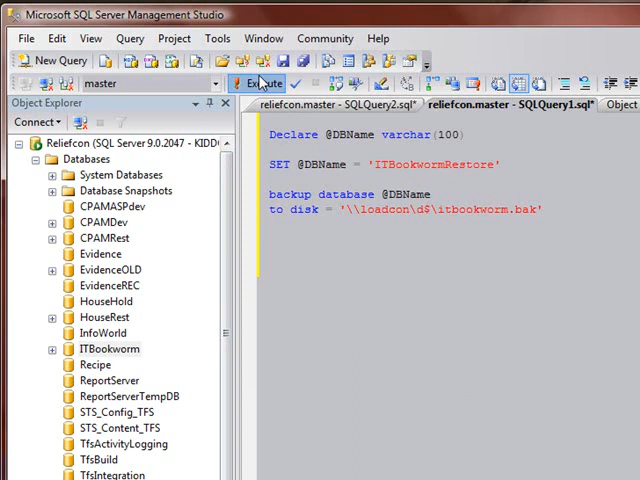 Microsoft SQL Server Management Studio
File Edit View Query Project Tools Window Community Help
New Query
master
Execute
Object Explorer
reliefcon.master - SQLQuery2.sql*
reliefcon.master - SQLQuery1.sql*
Object
Connect
Reliefcon (SQL Server 9.0.2047 - KIDD
Databases
System Databases
Database Snapshots
CPAMASPdev
CPAMDev
CPAMRest
Evidence
EvidenceOLD
EvidenceREC
HouseHold
HouseRest
InfoWorld
ITBookworm
Recipe
ReportServer
ReportServerTempDB
STS_Config_TFS
STS_Content_TFS
TfsActivityLogging
TfsBuild
TfsIntegration
Declare @DBName varchar(100)
SET @DBName = 'ITBookwormRestore'
backup database @DBName
to disk = '\\loadcon\d$\itbookworm.bak'